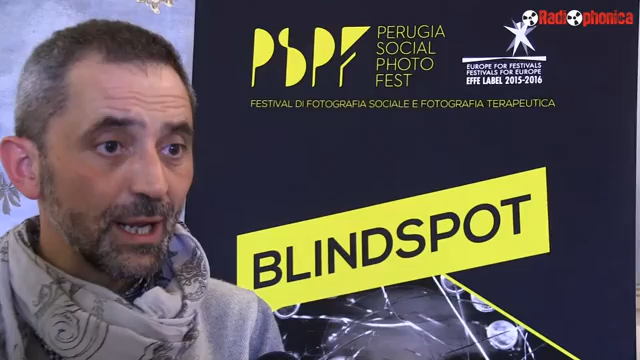 Radiophonica
PSPF
PERUGIA
SOCIAL
PHOTO
FEST
EUROPE FOR FESTIVALS
FESTIVALS FOR EUROPE
EFFE LABEL 2015-2016
FESTIVAL DI FOTOGRAFIA SOCIALE E FOTOGRAFIA TERAPEUTICA
BLINDSPOT